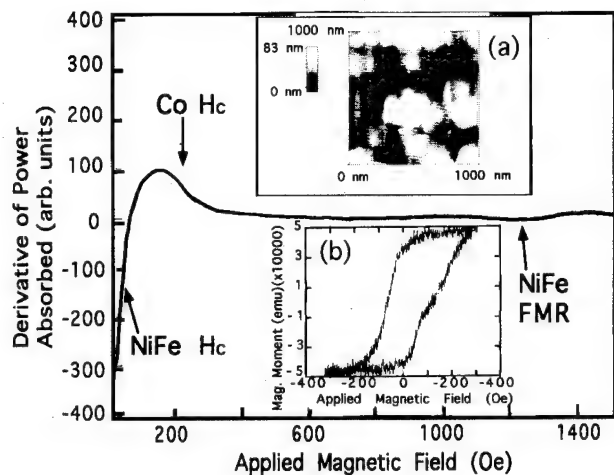 Derivative of Power
Absorbed (arb. units)
400
300
200
100
0
-100
-200
-300
-400
Co Hc
NiFe Hc
NiFe
FMR
(a)
1000 nm
83 nm
0 nm
0 nm
1000 nm
(b)
Mag. Moment (emu)(x10000)
5
3
1
-1
-3
-5
-400 -200 0 -200 -400
Applied Magnetic Field (Oe)
200 600 1000 1400
Applied Magnetic Field (Oe)